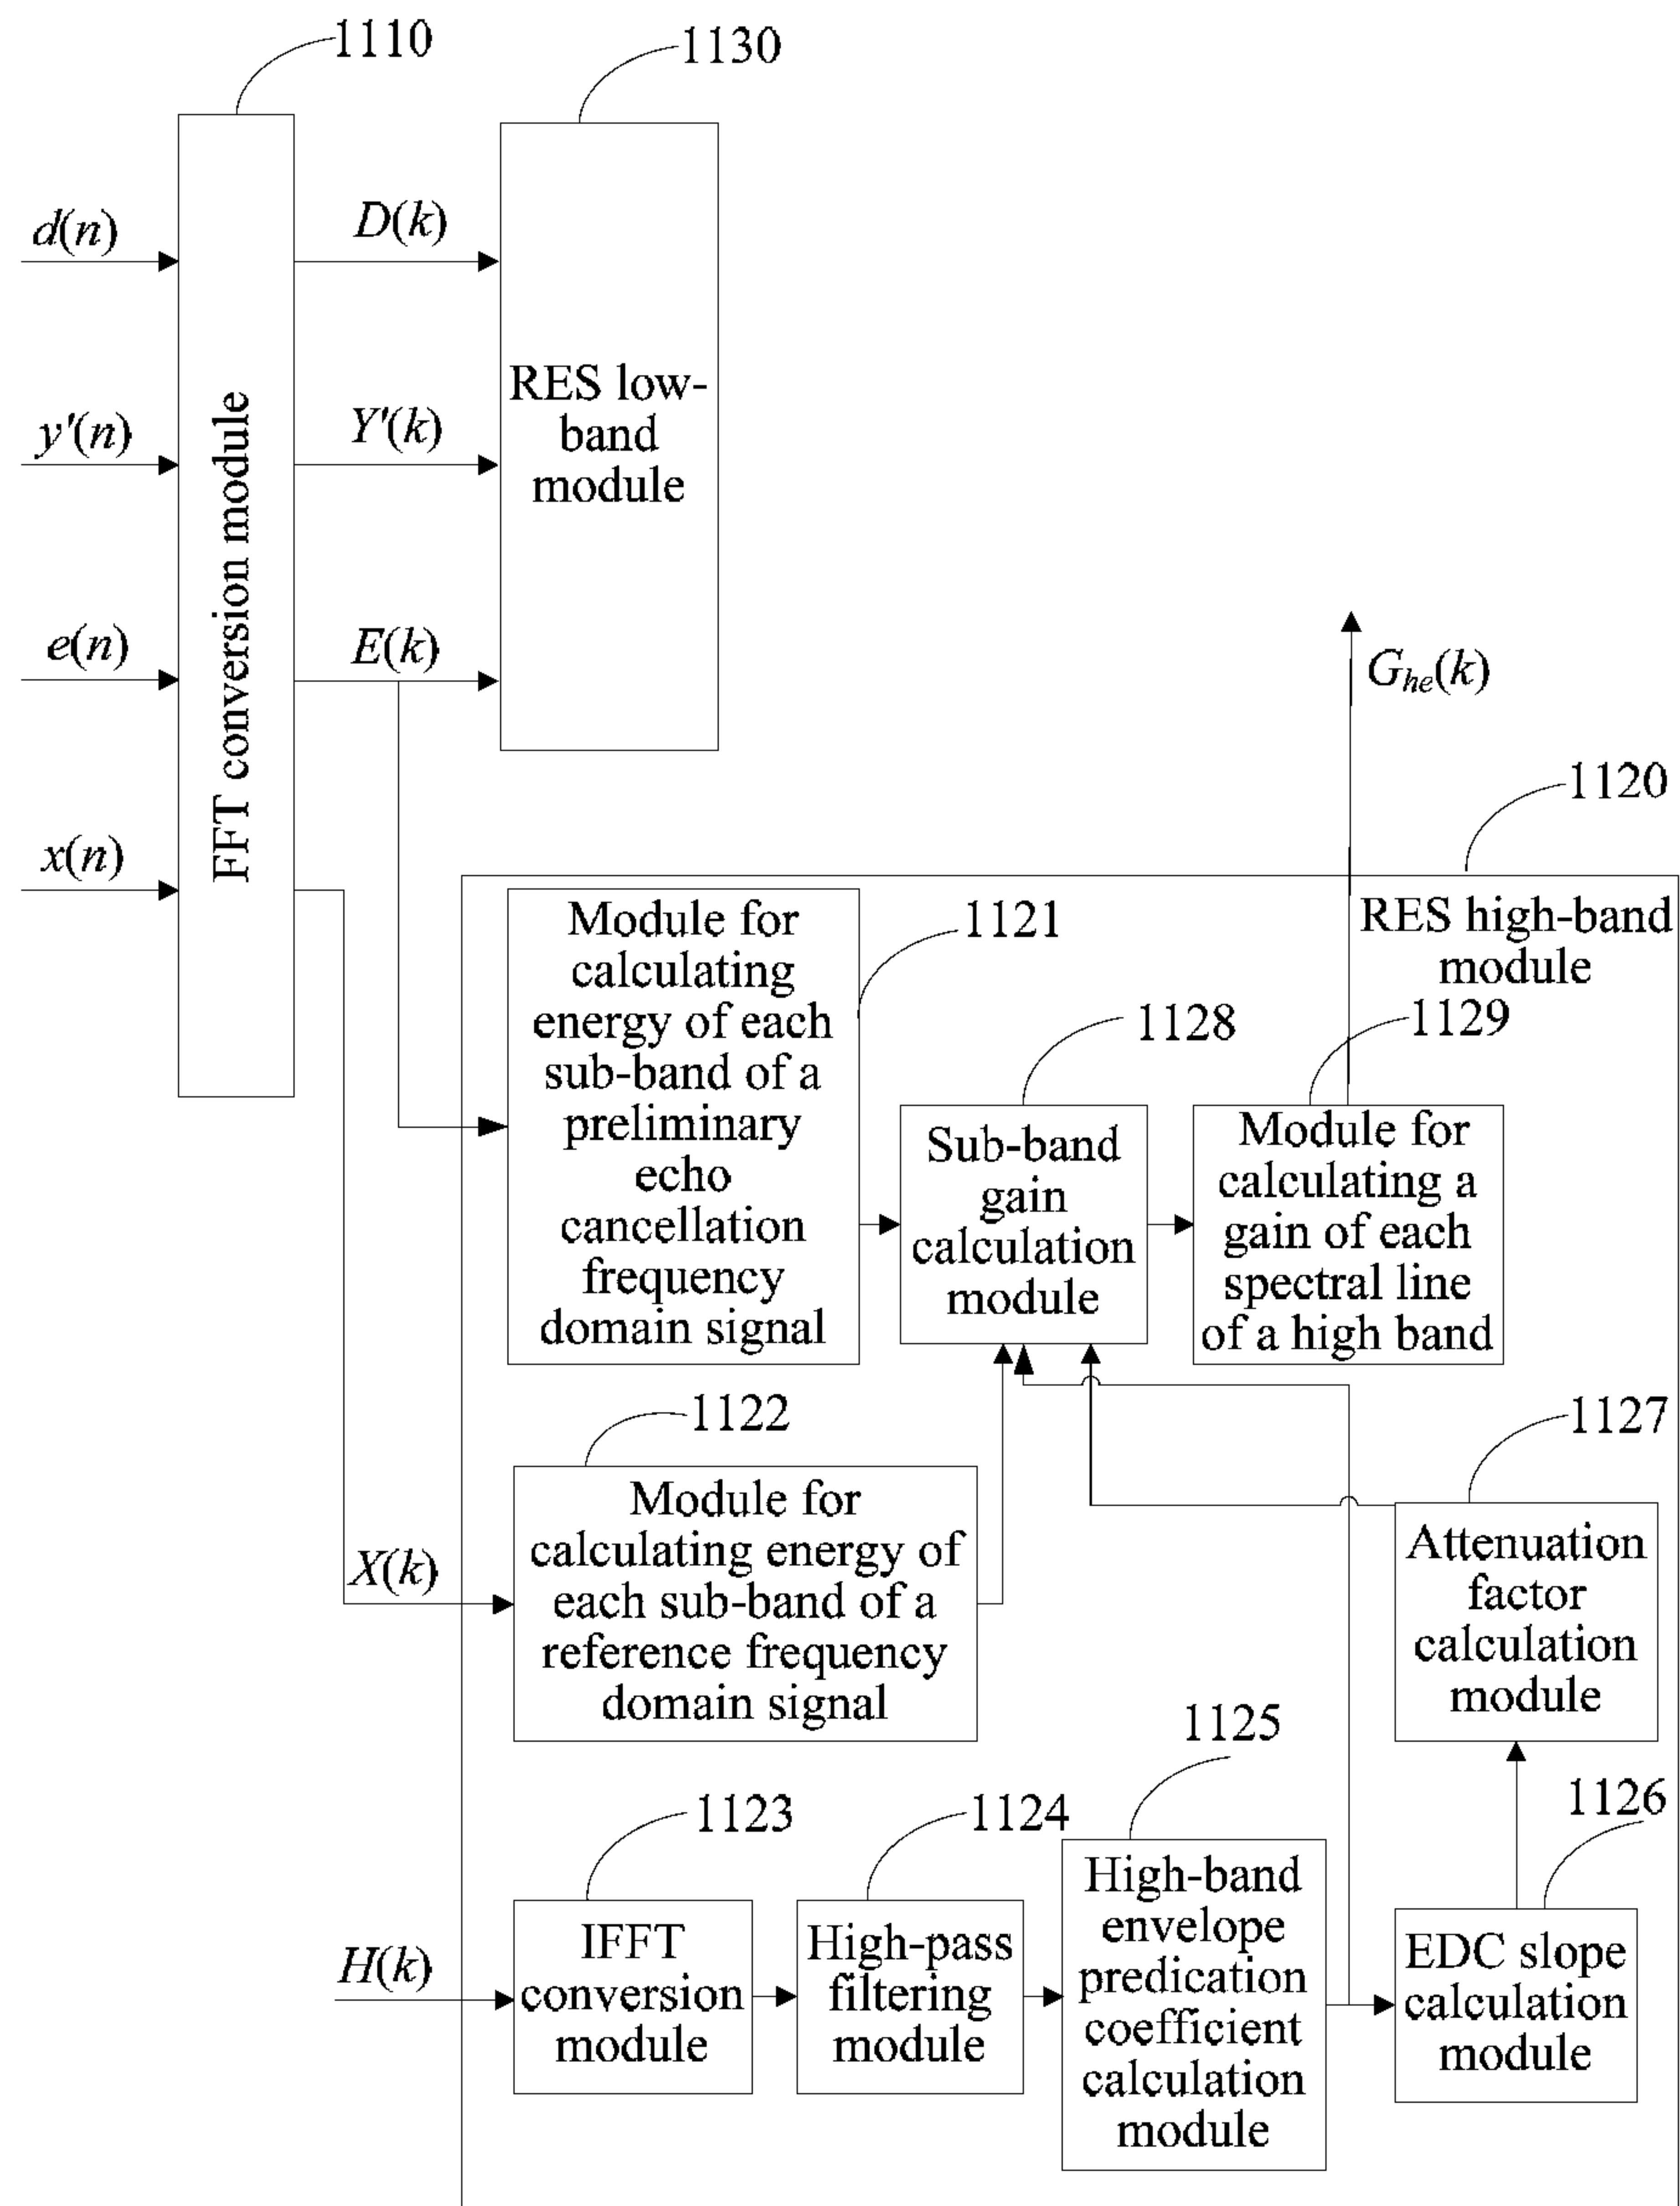 1110
1130
d(n)
D(k)
y'(n)
Y'(k)
e(n)
E(k)
x(n)
FFT conversion module
RES low-
band
module
G_he(k)
1120
RES high-band
module
1121
Module for
calculating
energy of each
sub-band of a
preliminary
echo
cancellation
frequency
domain signal
1128
Sub-band
gain
calculation
module
1129
Module for
calculating a
gain of each
spectral line
of a high band
1122
X(k)
Module for
calculating energy of
each sub-band of a
reference frequency
domain signal
1127
Attenuation
factor
calculation
module
1123
H(k)
IFFT
conversion
module
1124
High-pass
filtering
module
1125
High-band
envelope
predication
coefficient
calculation
module
1126
EDC slope
calculation
module